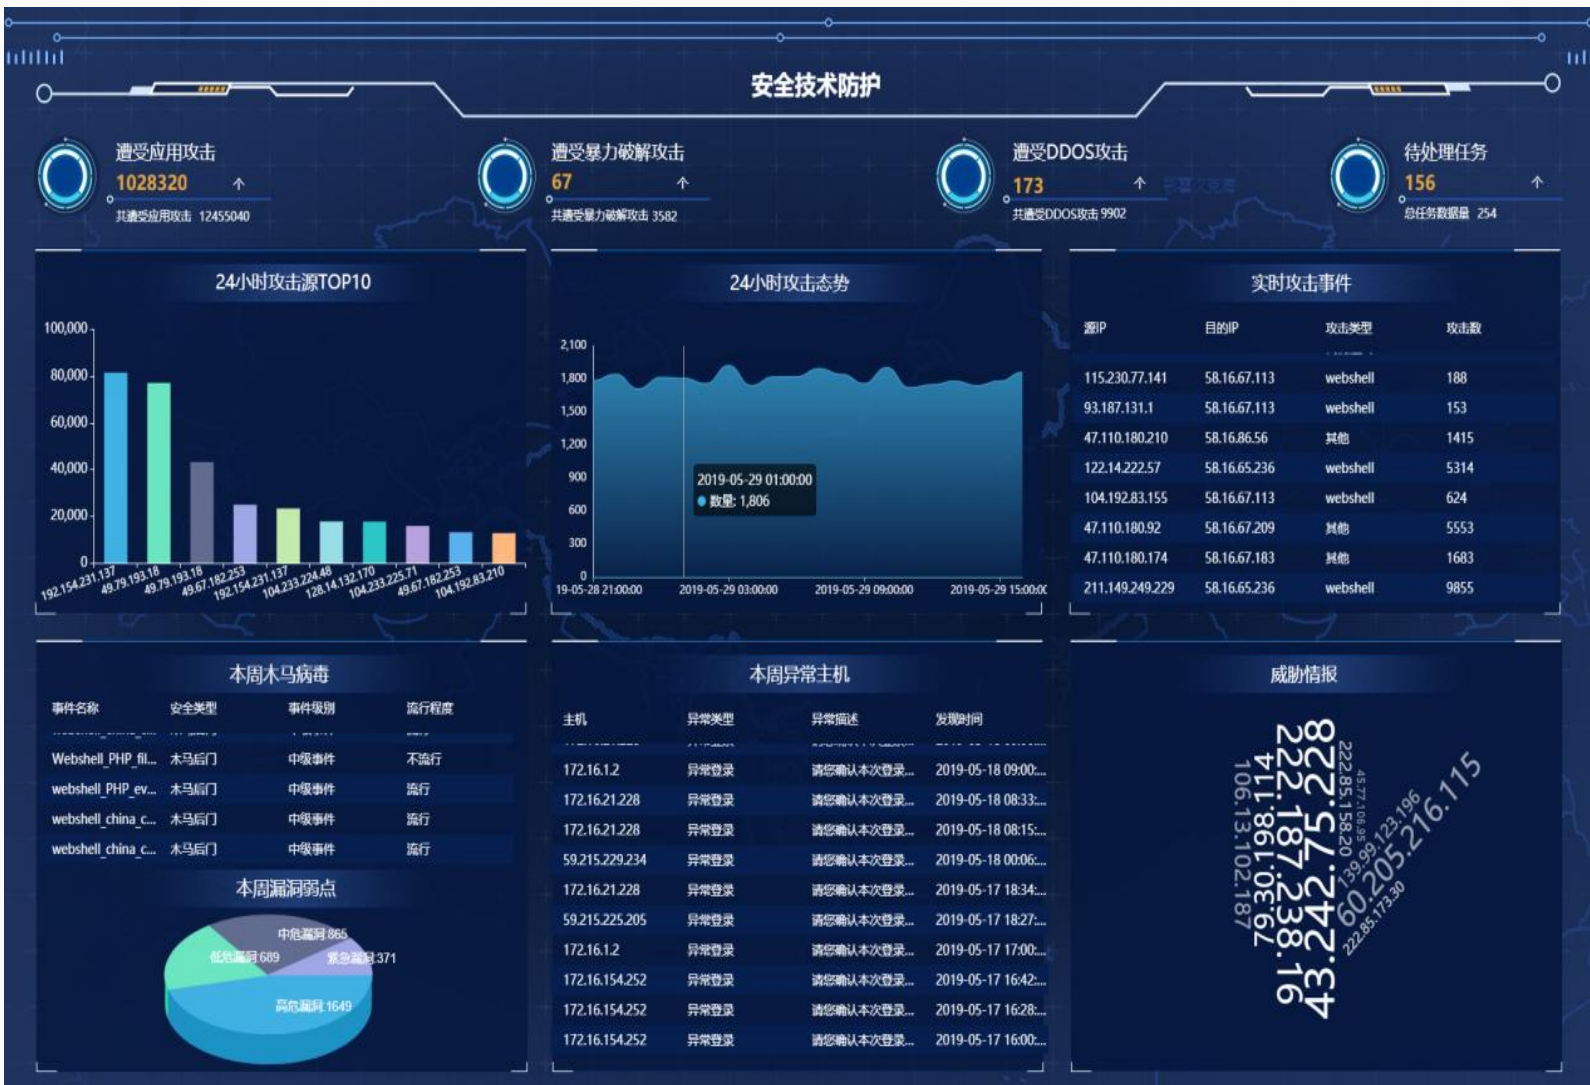 安全技术防护
遭受应用攻击
1028320
共遭受应用攻击 12455040
遭受暴力破解攻击
67
共遭受暴力破解攻击 3582
遭受DDOS攻击
173
共遭受DDOS攻击 9902
待处理任务
156
总任务数据量 254
24小时攻击源TOP10
100,000
80,000
60,000
40,000
20,000
0
192.154.231.137
49.79.193.18
49.79.193.18
49.67.182.253
192.154.231.137
104.233.224.48
128.14.132.170
104.233.225.71
49.67.182.253
104.192.83.210
24小时攻击态势
2,100
1,800
1,500
1,200
900
600
300
0
2019-05-29 01:00:00
数量: 1,806
19-05-28 21:00:00 2019-05-29 03:00:00 2019-05-29 09:00:00 2019-05-29 15:00:00
实时攻击事件
源IP 目的IP 攻击类型 攻击数
115.230.77.141 58.16.67.113 webshell 188
93.187.131.1 58.16.67.113 webshell 153
47.110.180.210 58.16.86.56 其他 1415
122.14.222.57 58.16.65.236 webshell 5314
104.192.83.155 58.16.67.113 webshell 624
47.110.180.92 58.16.67.209 其他 5553
47.110.180.174 58.16.67.183 其他 1683
211.149.249.229 58.16.65.236 webshell 9855
本周木马病毒
事件名称 安全类型 事件级别 流行程度
Webshell_PHP_fil... 木马后门 中级事件 不流行
webshell_PHP_ev... 木马后门 中级事件 流行
webshell_china_c... 木马后门 中级事件 流行
webshell_china_c... 木马后门 中级事件 流行
本周漏洞弱点
中危漏洞:865
低危漏洞:689
紧急漏洞:371
高危漏洞:1649
本周异常主机
主机 异常类型 异常描述 发现时间
172.16.1.2 异常登录 请您确认本次登录... 2019-05-18 09:00:...
172.16.21.228 异常登录 请您确认本次登录... 2019-05-18 08:33:...
172.16.21.228 异常登录 请您确认本次登录... 2019-05-18 08:15:...
59.215.229.234 异常登录 请您确认本次登录... 2019-05-18 00:06:...
172.16.21.228 异常登录 请您确认本次登录... 2019-05-17 18:34:...
59.215.225.205 异常登录 请您确认本次登录... 2019-05-17 18:27:...
172.16.1.2 异常登录 请您确认本次登录... 2019-05-17 17:00:...
172.16.154.252 异常登录 请您确认本次登录... 2019-05-17 16:42:...
172.16.154.252 异常登录 请您确认本次登录... 2019-05-17 16:28:...
172.16.154.252 异常登录 请您确认本次登录... 2019-05-17 16:00:...
威胁情报
106.13.102.187
76.30.198.114
91.238.781.222
43.242.75.228
222.85.158.20
45.77.106.95
139.99.123.196
60.205.216.115
222.85.173.30